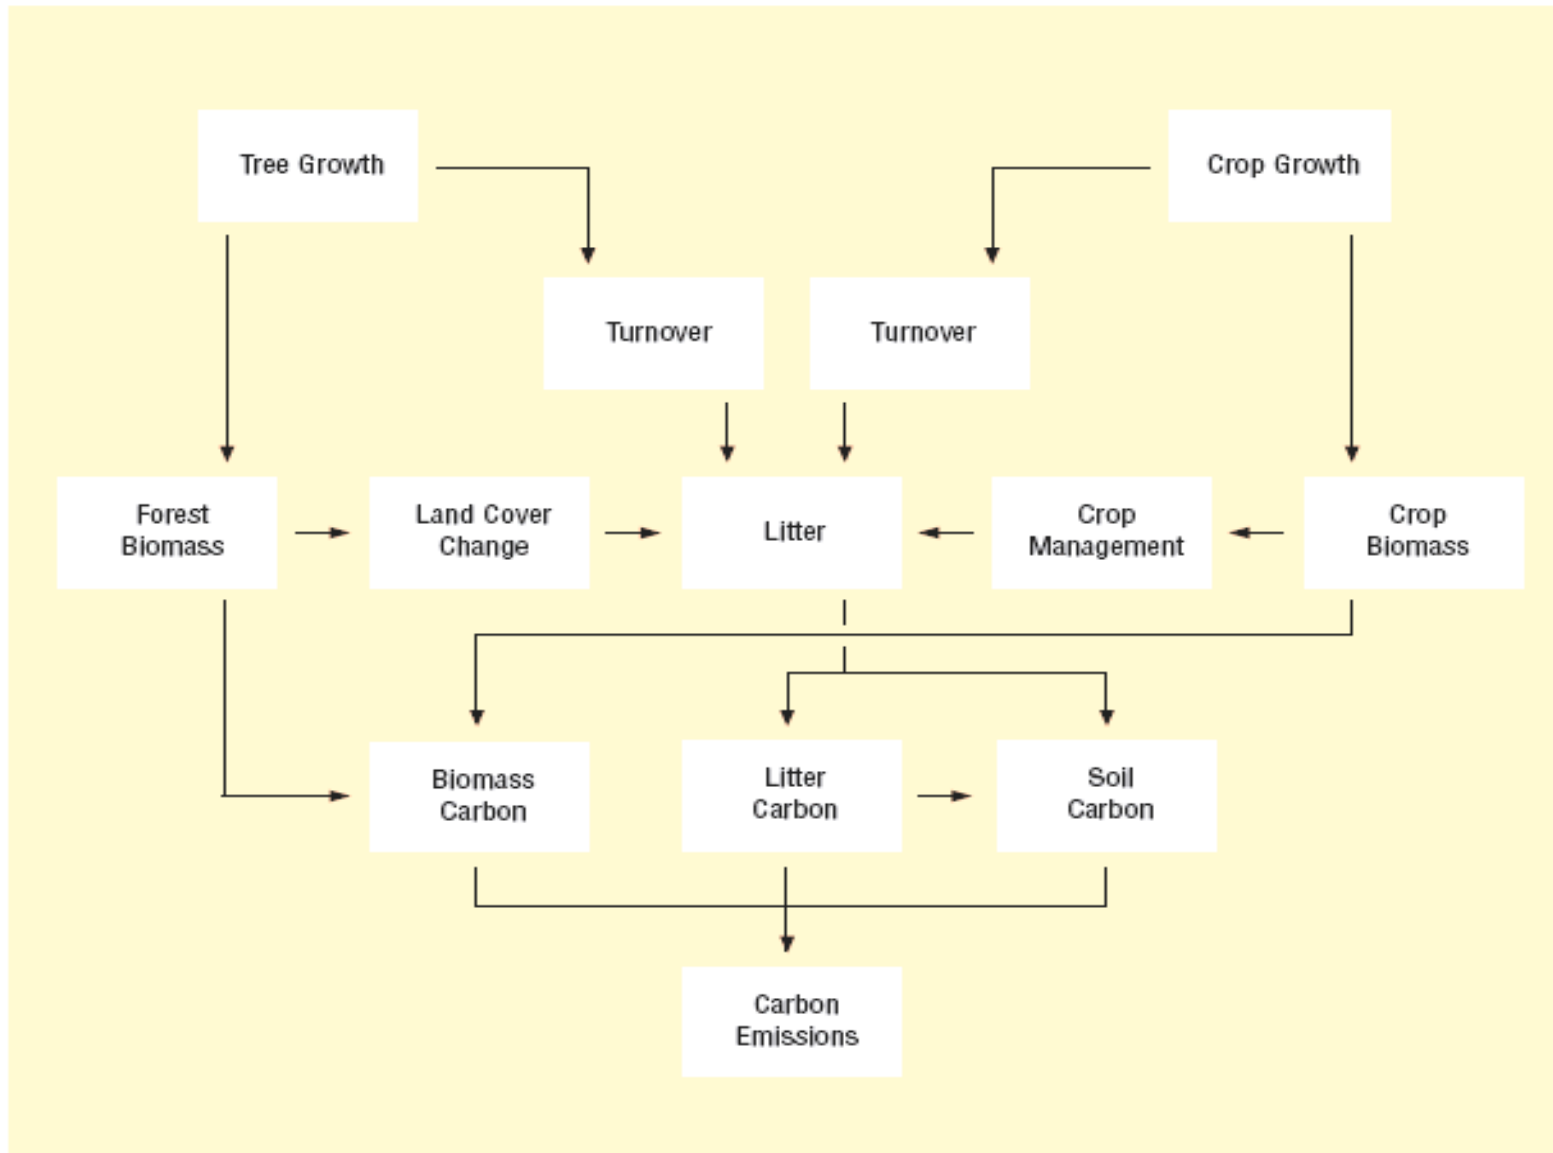 Tree Growth
Crop Growth
Turnover
Turnover
Forest
Biomass
Land Cover
Change
Litter
Crop
Management
Crop
Biomass
Biomass
Carbon
Litter
Carbon
Soil
Carbon
Carbon
Emissions